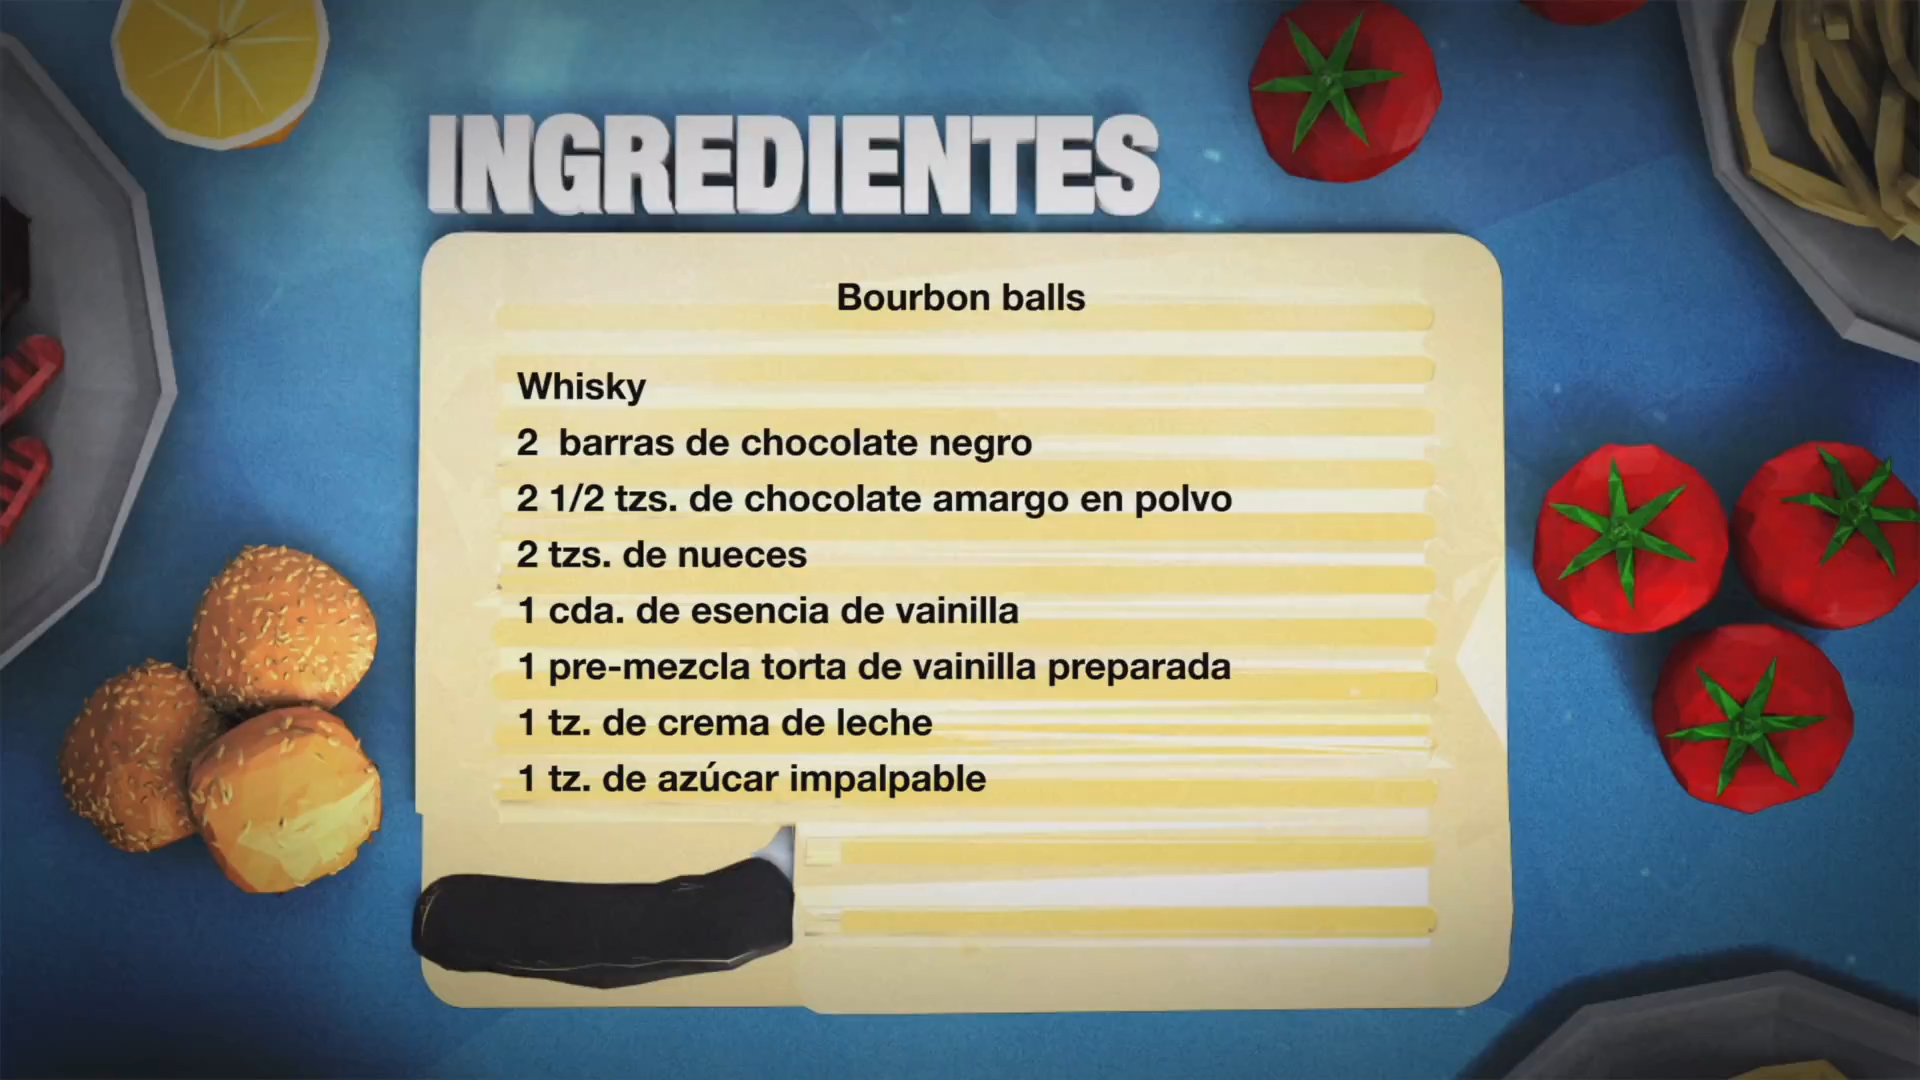 INGREDIENTES
Bourbon balls
Whisky
2 barras de chocolate negro
2 1/2 tzs. de chocolate amargo en polvo
2 tzs. de nueces
1 cda. de esencia de vainilla
1 pre-mezcla torta de vainilla preparada
1 tz. de crema de leche
1 tz. de azúcar impalpable